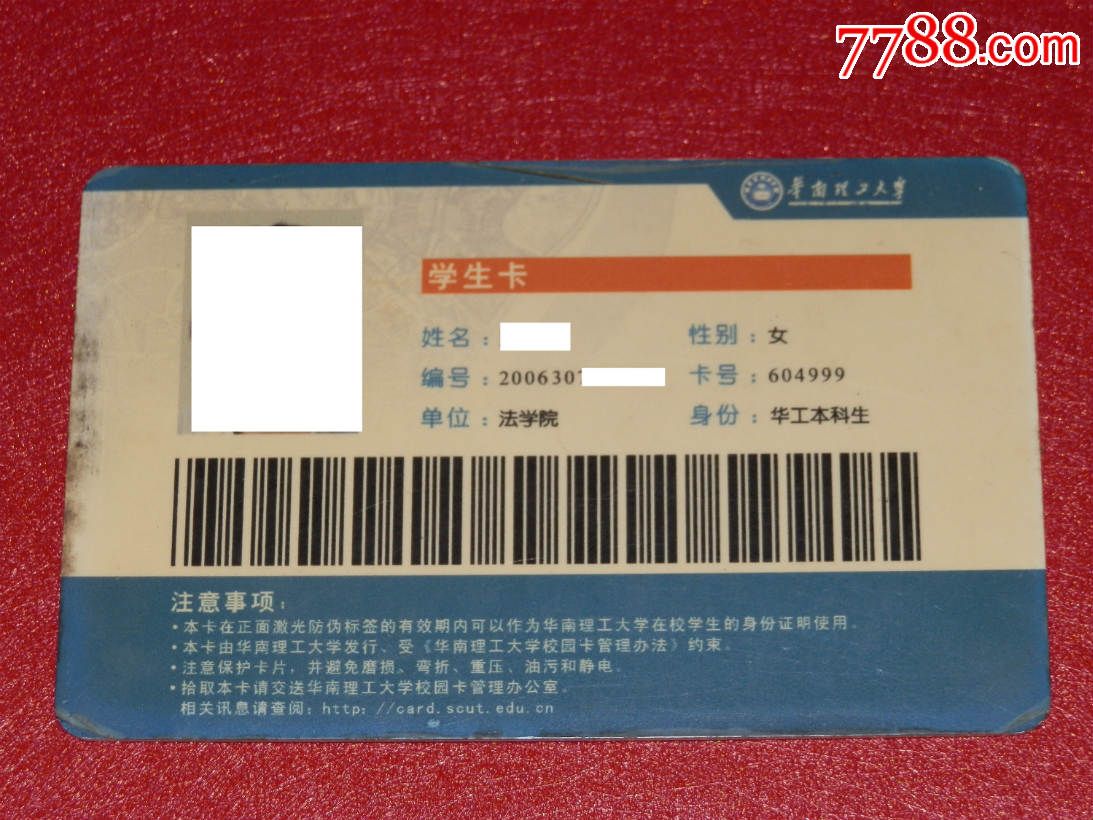 7788.com
华南理工大学
学生卡
姓名：
性别：女
编号：2006307
卡号：604999
单位：法学院
身份：华工本科生
注意事项：
·本卡在正面激光防伪标签的有效期内可以作为华南理工大学在校学生的身份证明使用。
·本卡由华南理工大学发行、受《华南理工大学校园卡管理办法》约束。
·注意保护卡片，并避免磨损、弯折、重压、油污和静电。
·拾取本卡请交送华南理工大学校园卡管理办公室。
相关讯息请查阅：http://card.scut.edu.cn